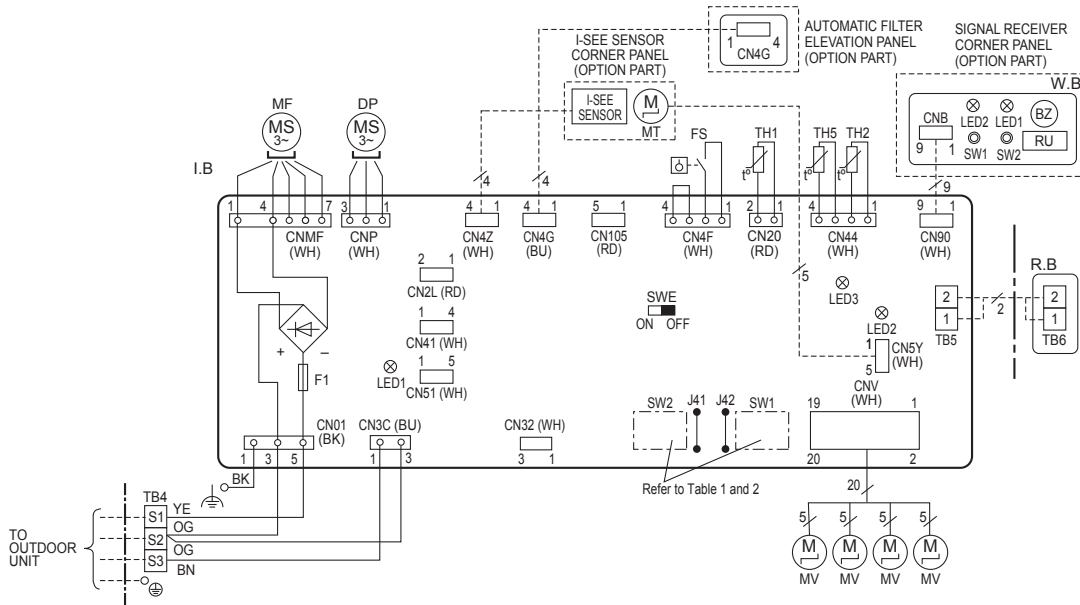 AUTOMATIC FILTER
ELEVATION PANEL
(OPTION PART)
1 4
CN4G
SIGNAL RECEIVER
CORNER PANEL
(OPTION PART)
W.B
CNB
9 1
LED2 LED1
SW1 SW2
BZ
RU
I-SEE SENSOR
CORNER PANEL
(OPTION PART)
I-SEE
SENSOR
M
MT
MF
MS
3~
DP
MS
3~
FS
TH1
t°
TH5 TH2
t° t°
I.B
4
4
9
1 4 7
CNMF
(WH)
3 1
CNP
(WH)
4 1
CN4Z
(WH)
4 1
CN4G
(BU)
5 1
CN105
(RD)
4 1
CN4F
(WH)
2 1
CN20
(RD)
4 1
CN44
(WH)
9 1
CN90
(WH)
2 1
CN2L (RD)
1 4
CN41 (WH)
1 5
CN51 (WH)
LED1
+ –
F1
SWE
ON OFF
5
LED3
LED2
1
5
CN5Y
(WH)
2
1
TB5
2
R.B
2
1
TB6
CN01
(BK)
1 3 5
CN3C (BU)
1 3
CN32 (WH)
3 1
SW2 J41 J42 SW1
Refer to Table 1 and 2
CNV
(WH)
19 1
20 2
20
5 5 5 5
M M M M
MV MV MV MV
BK
TB4
S1 YE
OG
S2
OG
S3
BN
TO
OUTDOOR
UNIT